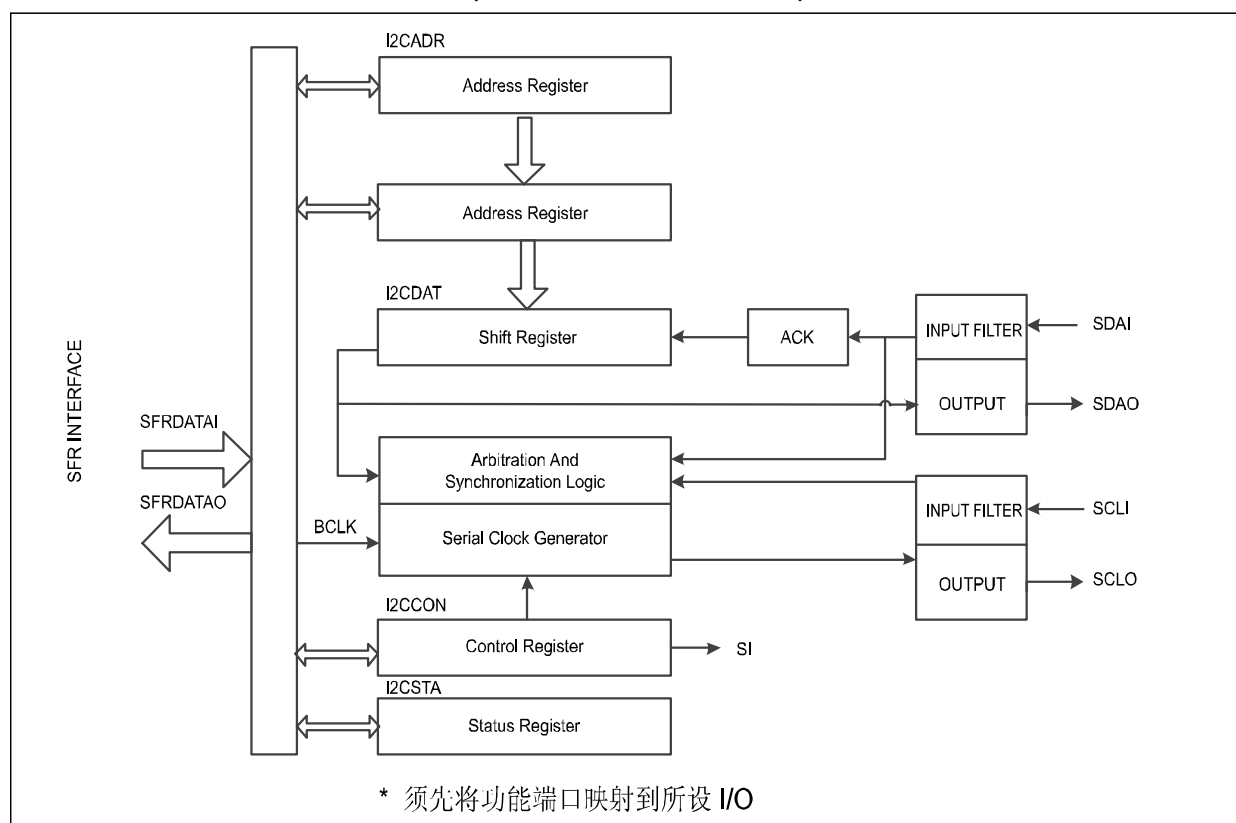 I2CADR
Address Register
Address Register
I2CDAT
Shift Register
ACK
INPUT FILTER
SDAI
OUTPUT
SDAO
SFR INTERFACE
SFRDATAI
SFRDATAO
Arbitration And
Synchronization Logic
BCLK
Serial Clock Generator
INPUT FILTER
SCLI
OUTPUT
SCLO
I2CCON
Control Register
SI
I2CSTA
Status Register
* 须先将功能端口映射到所设 I/O